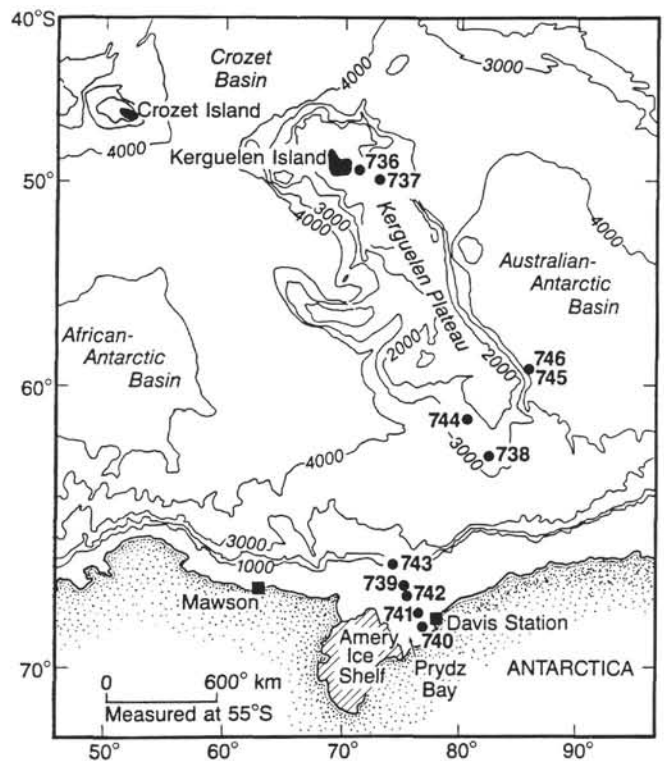 40°S
Crozet
Basin
4000
3000
Crozet Island
4000
Kerguelen Island
736
737
50°
3000
4000
4000
Kerguelen Plateau
Australian-
Antarctic
Basin
African-
Antarctic
Basin
2000
2000
746
745
60°
744
3000
738
4000
3000
1000
743
739
742
Mawson
741
Davis Station
740
Amery
Ice
Shelf
Prydz
Bay
ANTARCTICA
70°
0 600° km
Measured at 55°S
50° 60° 70° 80° 90°